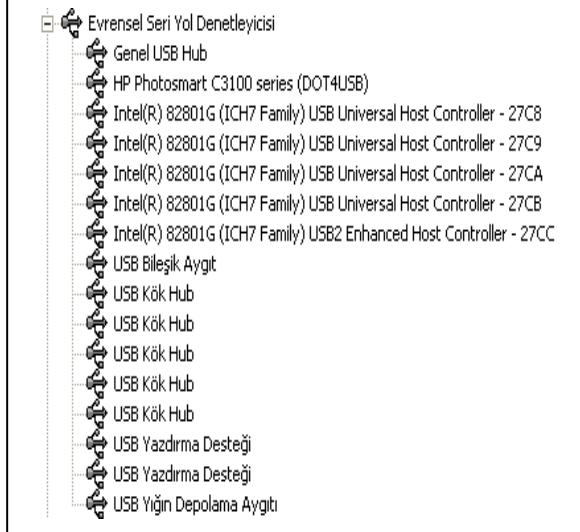 Evrensel Seri Yol Denetleyicisi
Genel USB Hub
HP Photosmart C3100 series (DOT4USB)
Intel(R) 82801G (ICH7 Family) USB Universal Host Controller - 27C8
Intel(R) 82801G (ICH7 Family) USB Universal Host Controller - 27C9
Intel(R) 82801G (ICH7 Family) USB Universal Host Controller - 27CA
Intel(R) 82801G (ICH7 Family) USB Universal Host Controller - 27CB
Intel(R) 82801G (ICH7 Family) USB2 Enhanced Host Controller - 27CC
USB Bileşik Aygıt
USB Kök Hub
USB Kök Hub
USB Kök Hub
USB Kök Hub
USB Kök Hub
USB Yazdırma Desteği
USB Yazdırma Desteği
USB Yığın Depolama Aygıtı